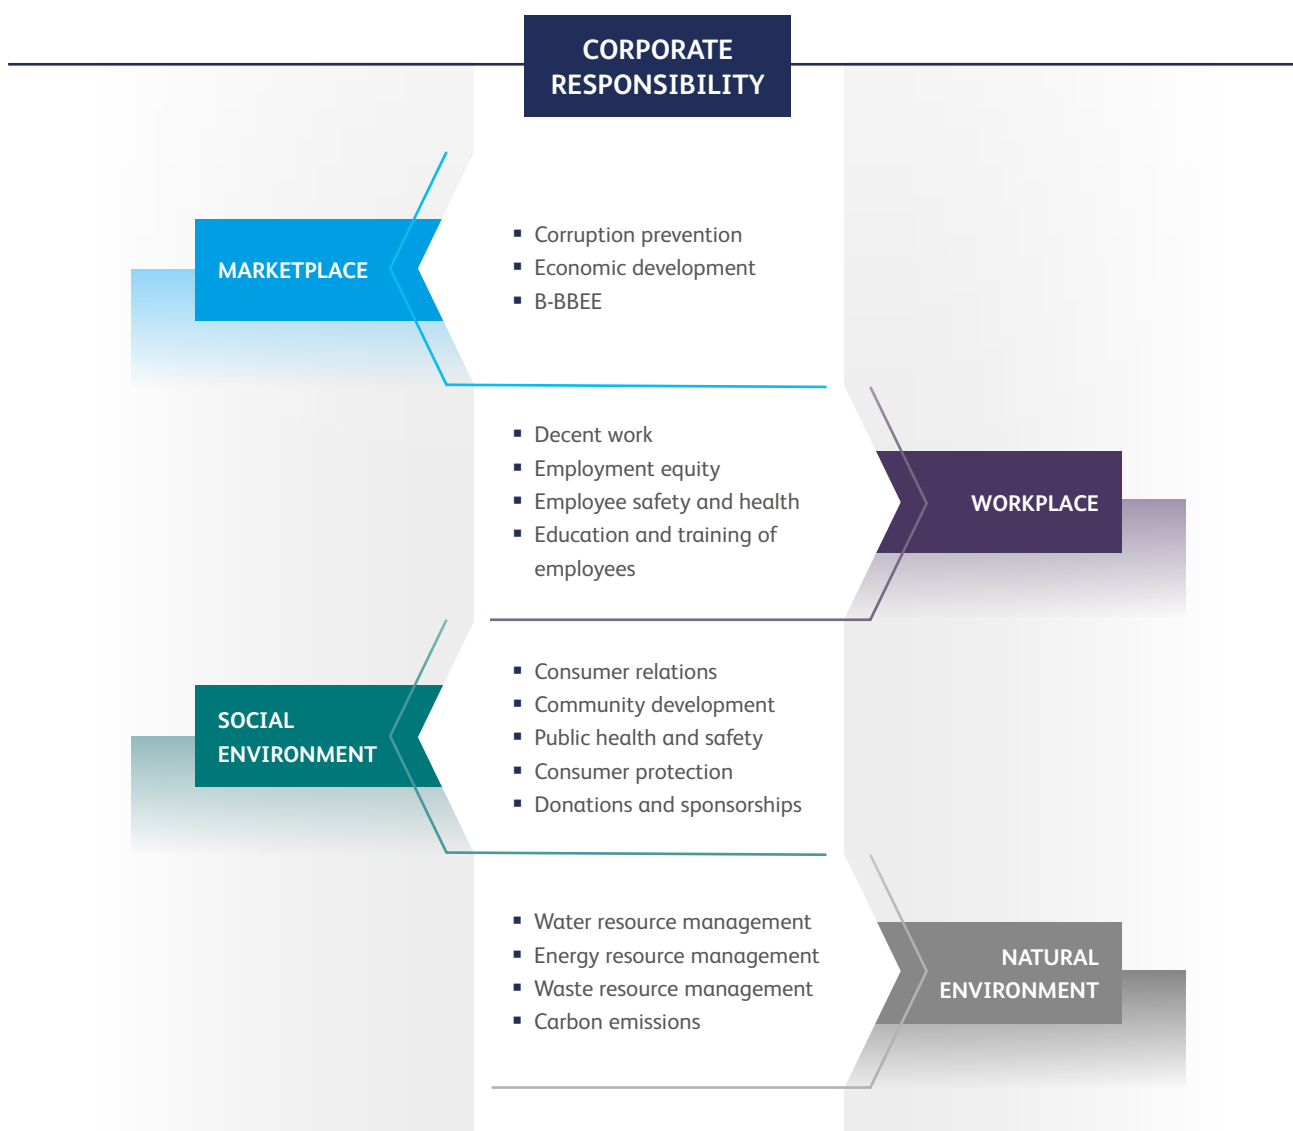 CORPORATE
RESPONSIBILITY
MARKETPLACE
▪ Corruption prevention
▪ Economic development
▪ B-BBEE
▪ Decent work
▪ Employment equity
▪ Employee safety and health
▪ Education and training of
employees
WORKPLACE
SOCIAL
ENVIRONMENT
▪ Consumer relations
▪ Community development
▪ Public health and safety
▪ Consumer protection
▪ Donations and sponsorships
▪ Water resource management
▪ Energy resource management
▪ Waste resource management
▪ Carbon emissions
NATURAL
ENVIRONMENT